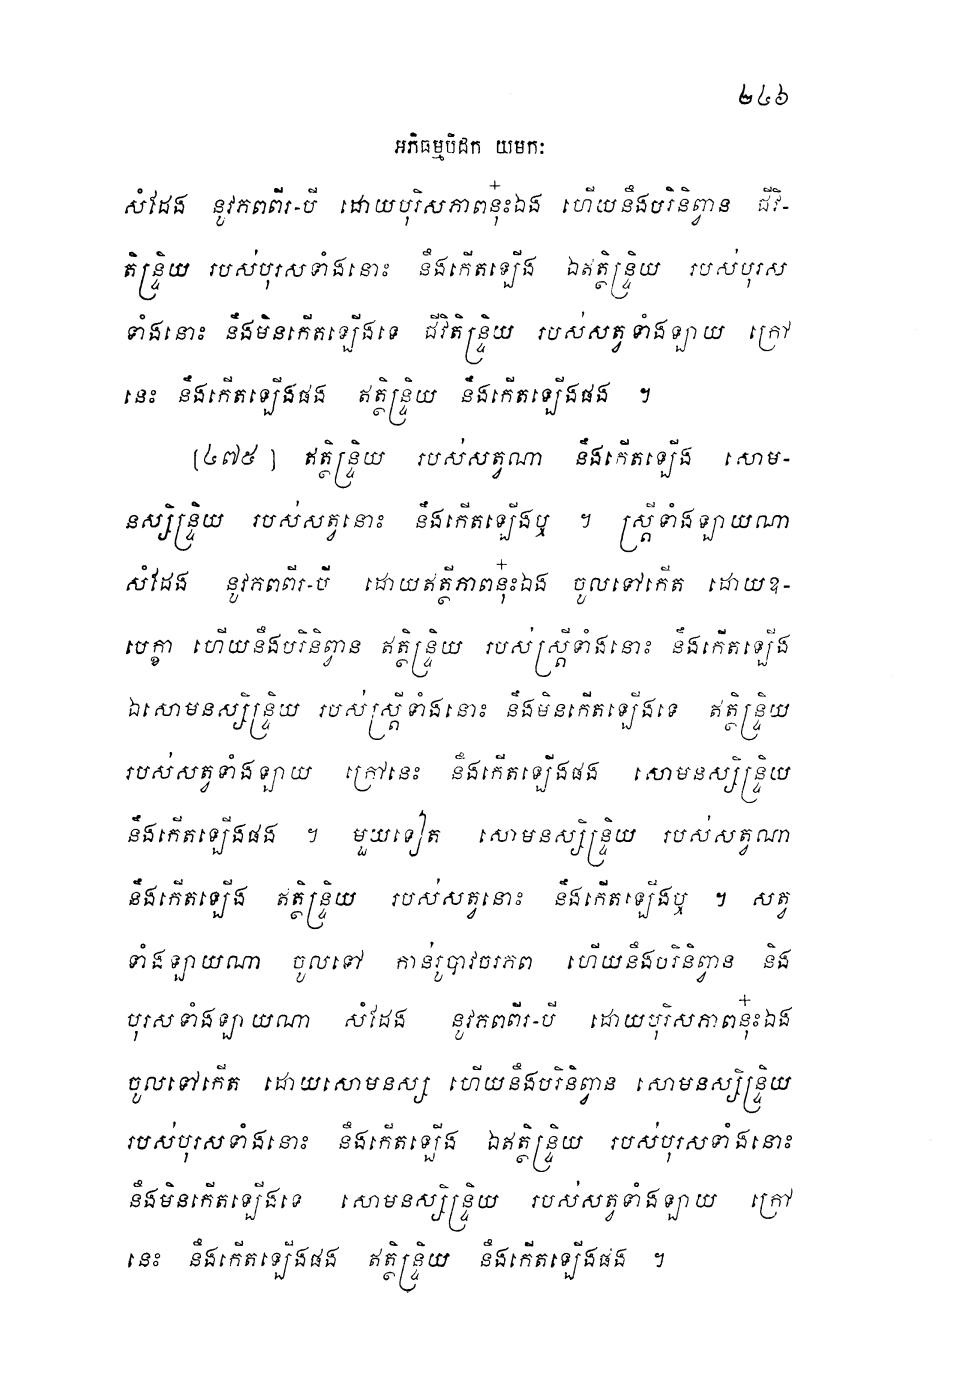 ២៤៦
អភិធម្មបិដក យមកៈ
សំដែង នូវភពពីរ-បី ដោយបុរិសភាពនុ៎ះឯង ហើយនឹងបរិនិព្វាន ជីវិ-
តិន្ទ្រិយ របស់បុរសទាំងនោះ នឹងកើតឡើង ឯឥត្ថិន្ទ្រិយ របស់បុរស
ទាំងនោះ នឹងមិនកើតឡើងទេ ជីវិតិន្ទ្រិយ របស់សត្វទាំងឡាយ ក្រៅ
នេះ នឹងកើតឡើងផង ឥត្ថិន្ទ្រិយ នឹងកើតឡើងផង ។
[៤៧៥] ឥត្ថិន្ទ្រិយ របស់សត្វណា នឹងកើតឡើង សោម-
នស្សិន្ទ្រិយ របស់សត្វនោះ នឹងកើតឡើងឬ ។ ស្ត្រីទាំងឡាយណា
សំដែង នូវភពពីរ-បី ដោយឥត្ថីភាពនុ៎ះឯង ចូលទៅកើត ដោយឧ-
បេក្ខា ហើយនឹងបរិនិព្វាន ឥត្ថិន្ទ្រិយ របស់ស្ត្រីទាំងនោះ នឹងកើតឡើង
ឯសោមនស្សិន្ទ្រិយ របស់ស្ត្រីទាំងនោះ នឹងមិនកើតឡើងទេ ឥត្ថិន្ទ្រិយ
របស់សត្វទាំងឡាយ ក្រៅនេះ នឹងកើតឡើងផង សោមនស្សិន្ទ្រិយ
នឹងកើតឡើងផង ។ មួយទៀត សោមនស្សិន្ទ្រិយ របស់សត្វណា
នឹងកើតឡើង ឥត្ថិន្ទ្រិយ របស់សត្វនោះ នឹងកើតឡើងឬ ។ សត្វ
ទាំងឡាយណា ចូលទៅ កាន់រូបាវចរភព ហើយនឹងបរិនិព្វាន និង
បុរសទាំងឡាយណា សំដែង នូវភពពីរ-បី ដោយបុរិសភាពនុ៎ះឯង
ចូលទៅកើត ដោយសោមនស្ស ហើយនឹងបរិនិព្វាន សោមនស្សិន្ទ្រិយ
របស់បុរសទាំងនោះ នឹងកើតឡើង ឯឥត្ថិន្ទ្រិយ របស់បុរសទាំងនោះ
នឹងមិនកើតឡើងទេ សោមនស្សិន្ទ្រិយ របស់សត្វទាំងឡាយ ក្រៅ
នេះ នឹងកើតឡើងផង ឥត្ថិន្ទ្រិយ នឹងកើតឡើងផង ។